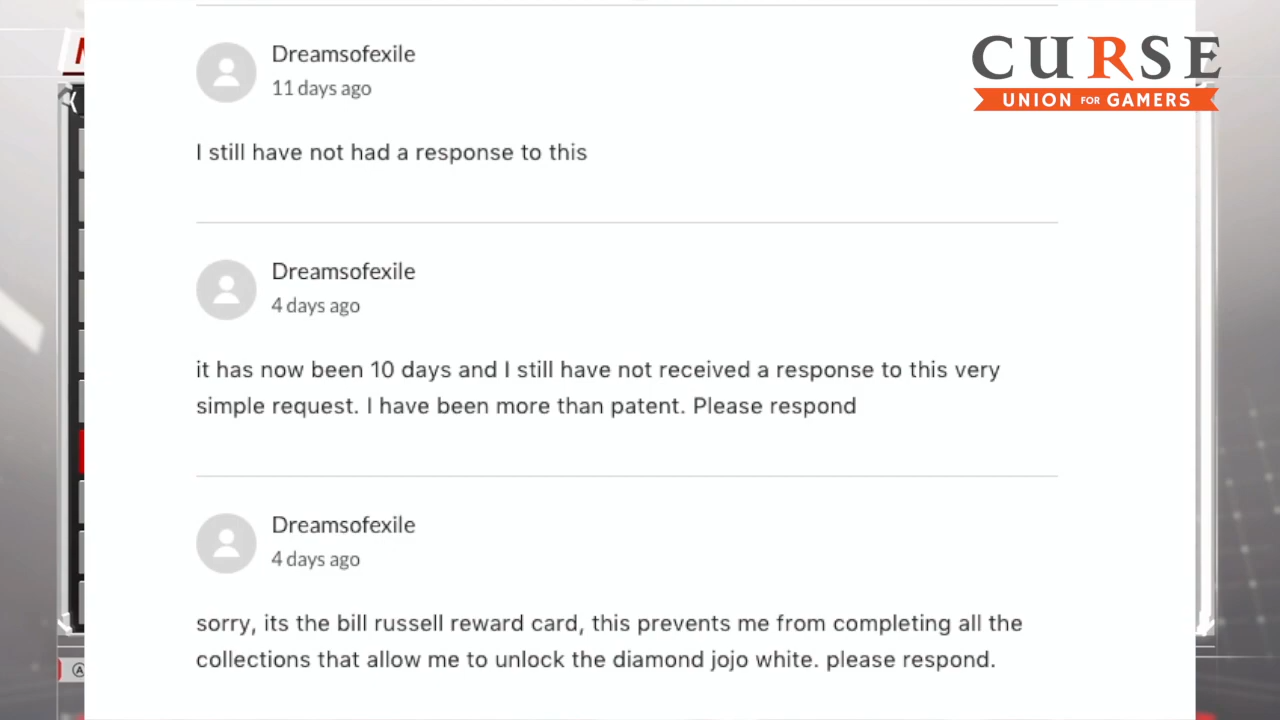 CURSE
UNION FOR GAMERS
Dreamsofexile
11 days ago
I still have not had a response to this
Dreamsofexile
4 days ago
it has now been 10 days and I still have not received a response to this very
simple request. I have been more than patent. Please respond
Dreamsofexile
4 days ago
sorry, its the bill russell reward card, this prevents me from completing all the
collections that allow me to unlock the diamond jojo white. please respond.
A